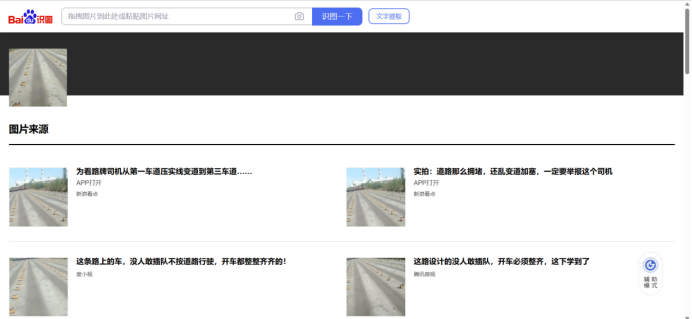 Bai du 识图
拖拽图片到此处或粘贴图片网址
识图一下
文字提取
图片来源
为看路牌司机从第一车道压实线变道到第三车道……
APP打开
新浪看点
实拍：道路那么拥堵，还乱变道加塞，一定要举报这个司机
APP打开
新浪看点
这条路上的车，没人敢插队不按道路行驶，开车都整整齐齐的！
度小视
这路设计的没人敢插队，开车必须整齐，这下学到了
腾讯微视
辅助
模式